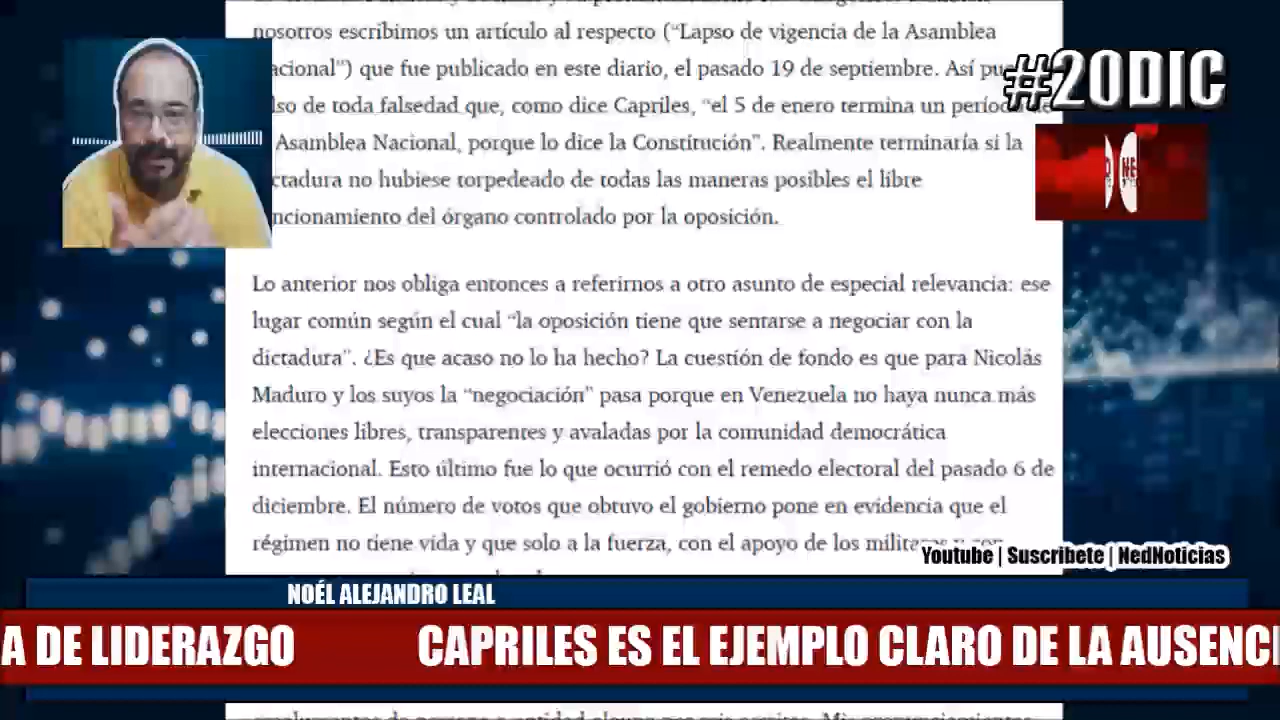 nosotros escribimos un artículo al respecto (“Lapso de vigencia de la Asamblea
acional”) que fue publicado en este diario, el pasado 19 de septiembre. Así pu
lso de toda falsedad que, como dice Capriles, “el 5 de enero termina un períod de
Asamblea Nacional, porque lo dice la Constitución”. Realmente terminaría si la
ctadura no hubiese torpedeado de todas las maneras posibles el libre
ncionamiento del órgano controlado por la oposición.
#20DIC
Lo anterior nos obliga entonces a referirnos a otro asunto de especial relevancia: ese
lugar común según el cual “la oposición tiene que sentarse a negociar con la
dictadura”. ¿Es que acaso no lo ha hecho? La cuestión de fondo es que para Nicolás
Maduro y los suyos la “negociación” pasa porque en Venezuela no haya nunca más
elecciones libres, transparentes y avaladas por la comunidad democrática
internacional. Esto último fue lo que ocurrió con el remedo electoral del pasado 6 de
diciembre. El número de votos que obtuvo el gobierno pone en evidencia que el
régimen no tiene vida y que solo a la fuerza, con el apoyo de los militares y con
Youtube | Suscribete | NedNoticias
NOÉL ALEJANDRO LEAL
A DE LIDERAZGO CAPRILES ES EL EJEMPLO CLARO DE LA AUSENCI